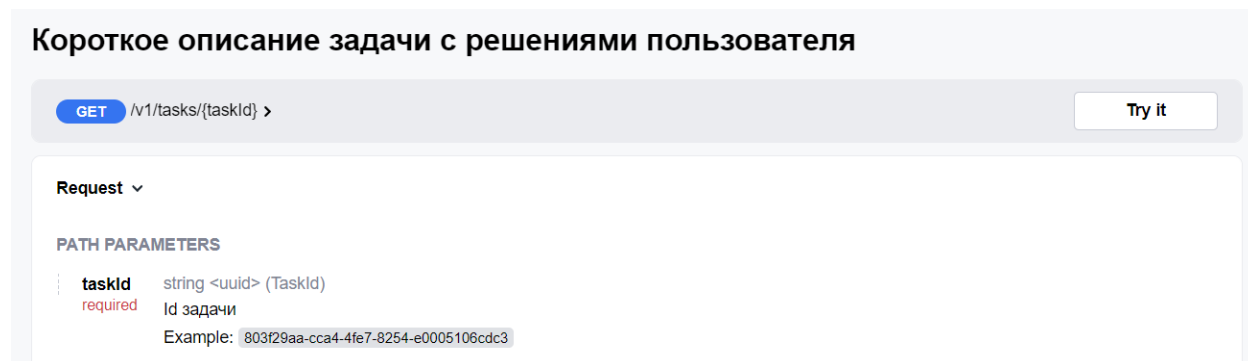 Короткое описание задачи с решениями пользователя
GET /v1/tasks/{taskId} >
Try it
Request
PATH PARAMETERS
taskId string <uuid> (TaskId)
required
Id задачи
Example: 803f29aa-cca4-4fe7-8254-e0005106cdc3